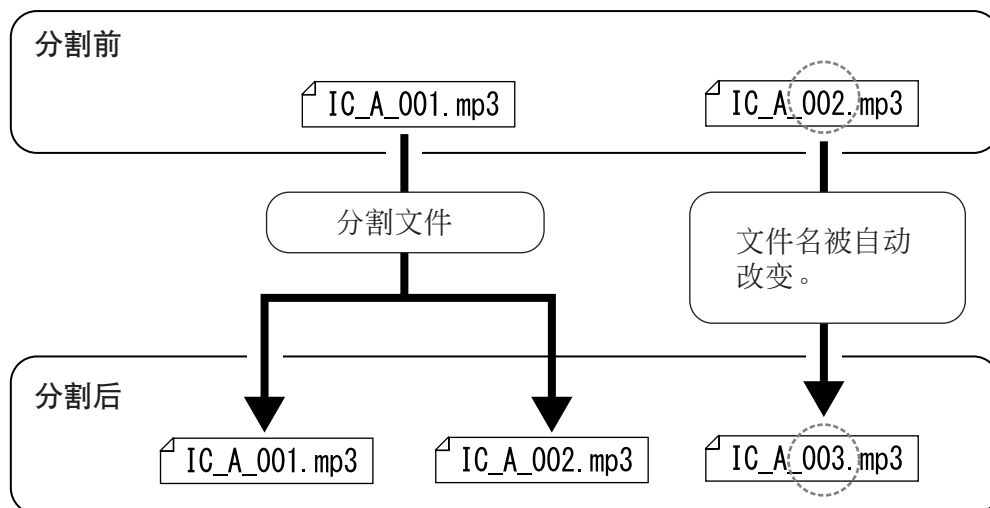 分割前
IC_A_001.mp3
IC_A_002.mp3
分割文件
文件名被自动
改变。
分割后
IC_A_001.mp3
IC_A_002.mp3
IC_A_003.mp3